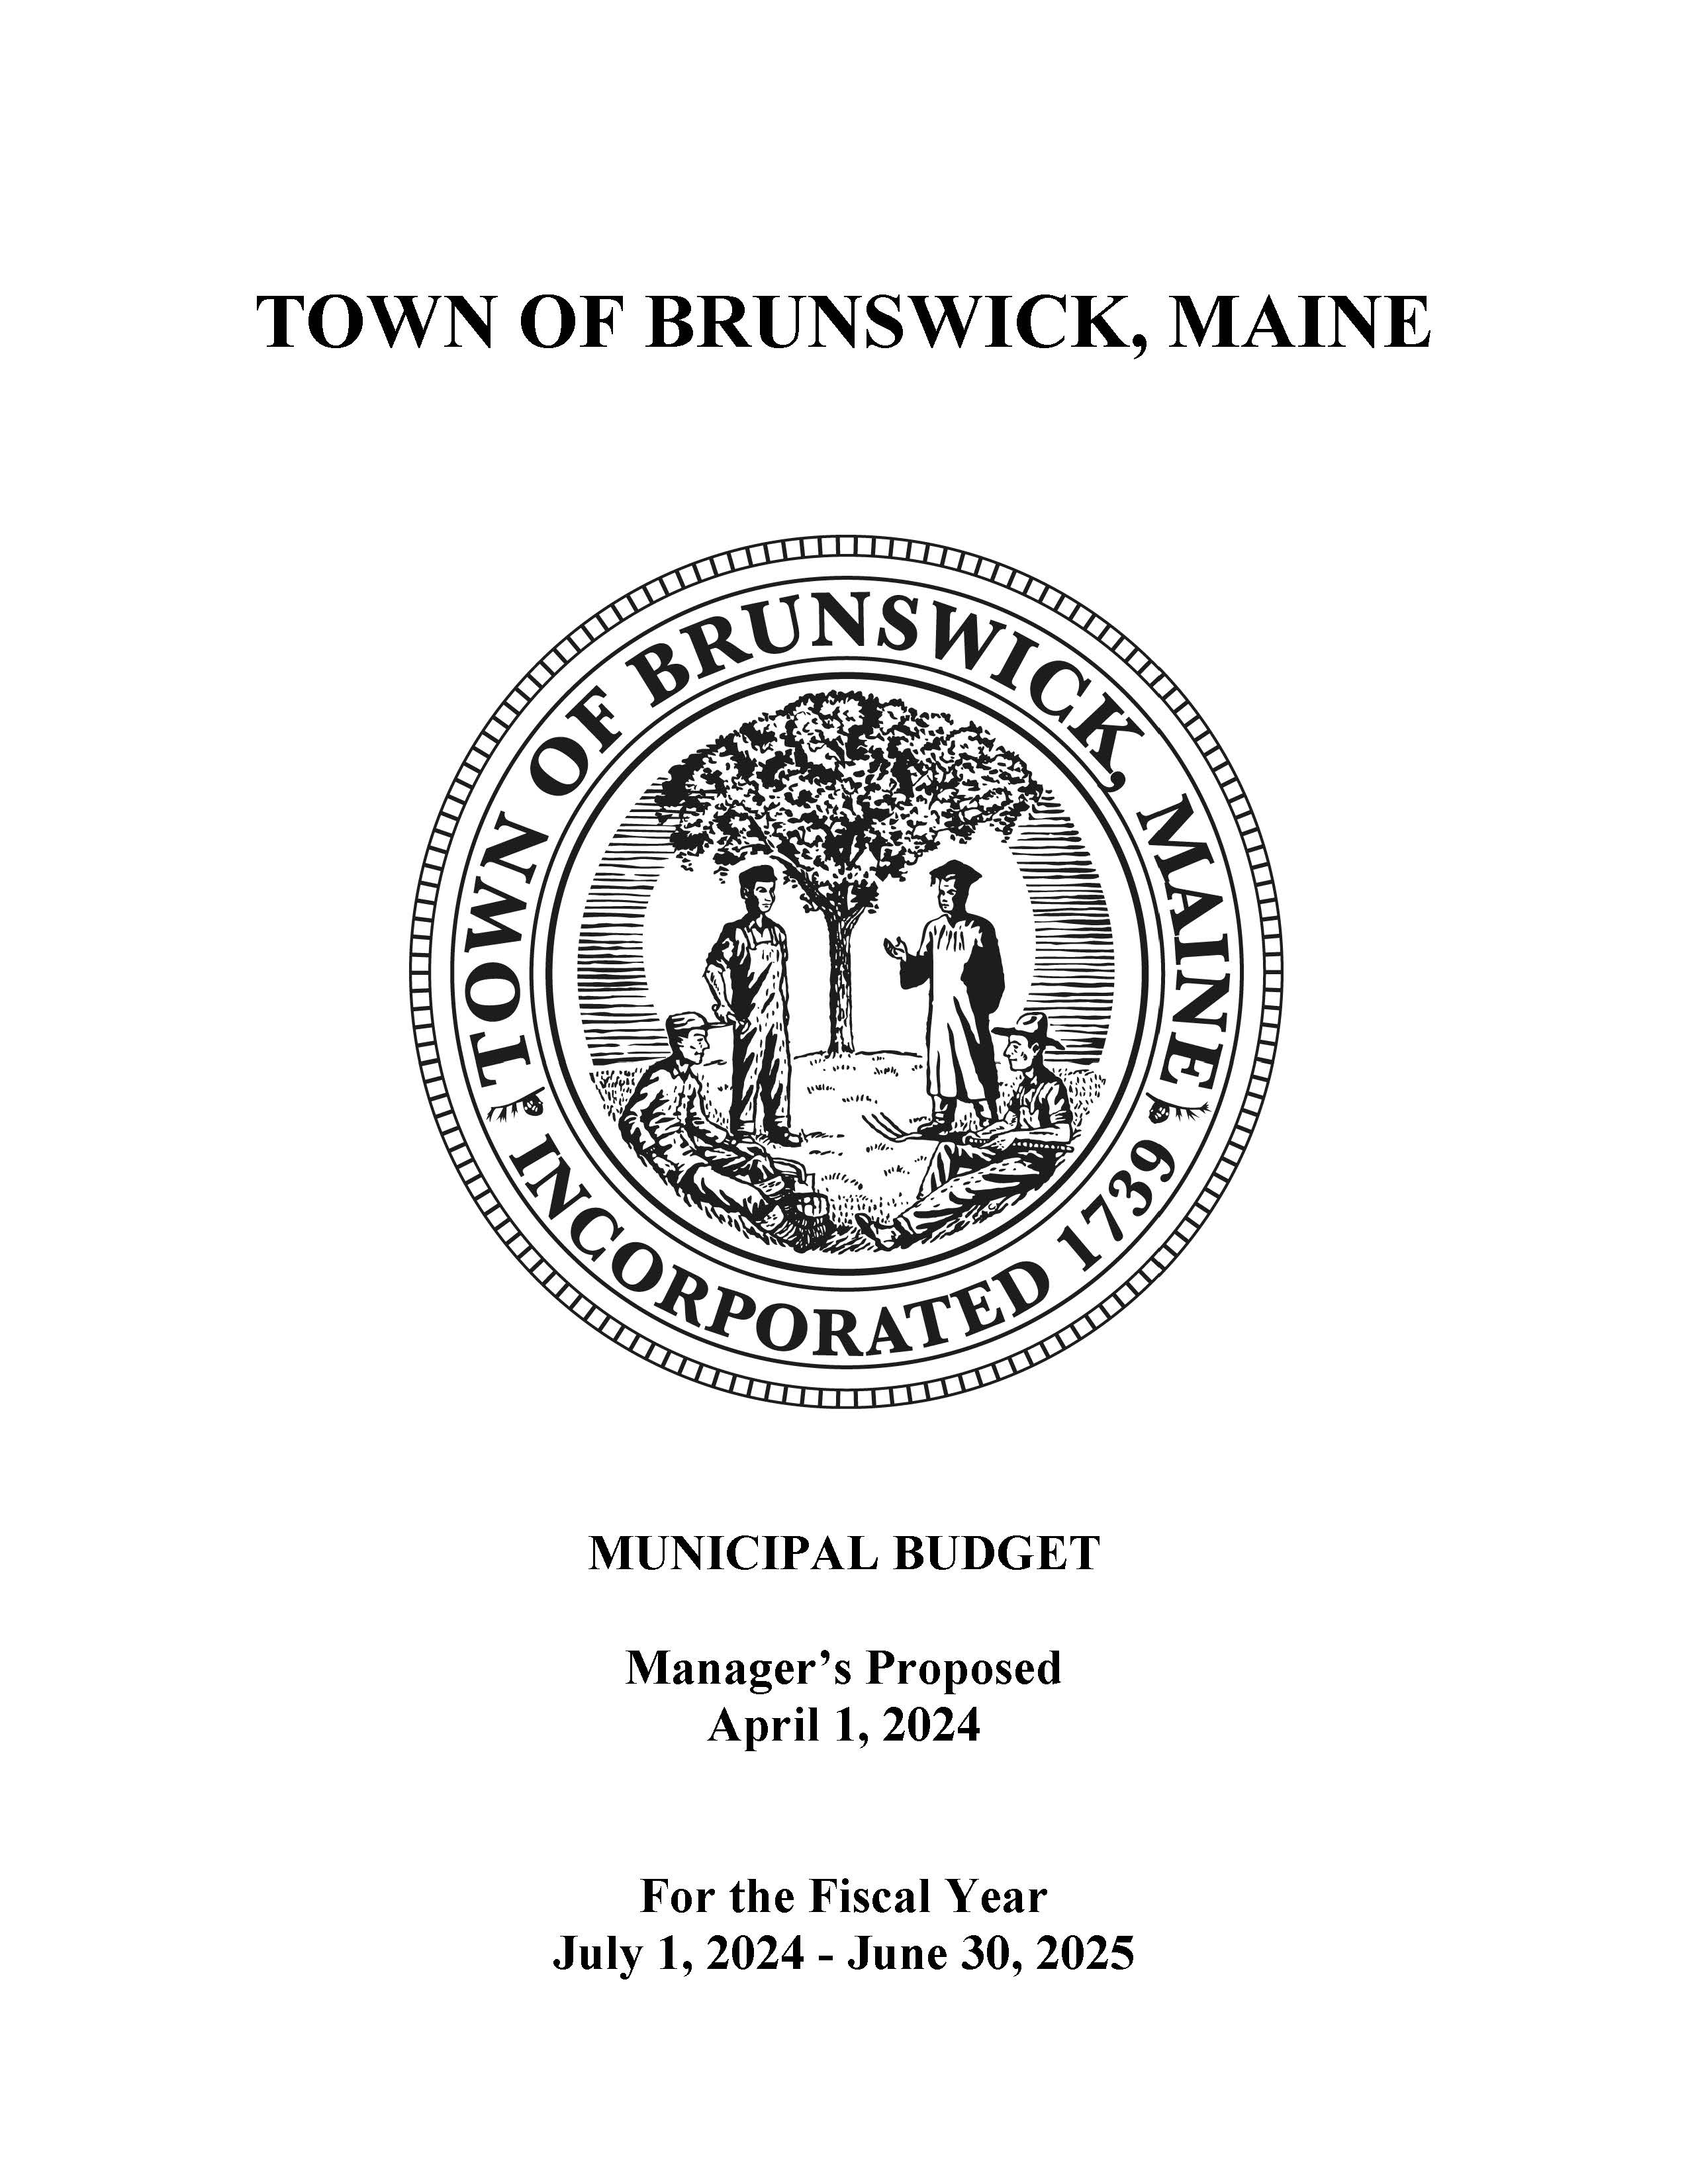 TOWN OF BRUNSWICK, MAINE
TOWN OF BRUNSWICK, MAINE
INCORPORATED 1739
MUNICIPAL BUDGET
Manager’s Proposed
April 1, 2024
For the Fiscal Year
July 1, 2024 - June 30, 2025